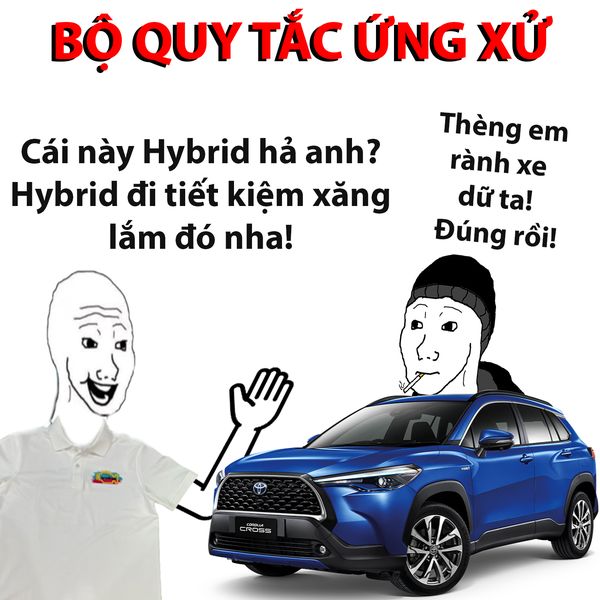 BỘ QUY TẮC ỨNG XỬ
Cái này Hybrid hả anh?
Hybrid đi tiết kiệm xăng
lắm đó nha!
Thèng em
rành xe
dữ ta!
Đúng rồi!
COROLLA
CROSS